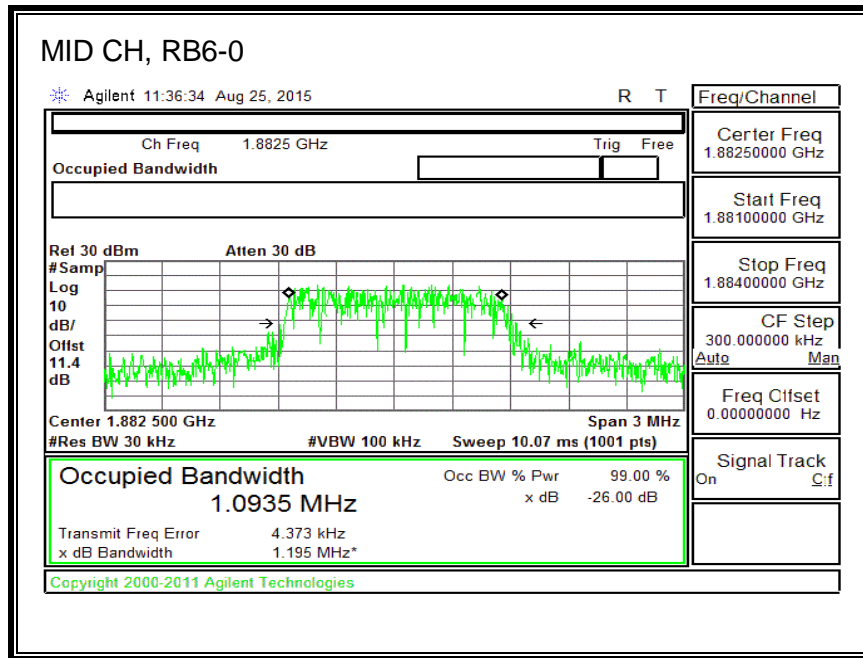 MID CH, RB6-0
Agilent 11:36:34 Aug 25, 2015 R T
Ch Freq 1.8825 GHz Trig Free
Occupied Bandwidth
Ref 30 dBm Atten 30 dB
#Samp
Log
10
dB/
Offst
11.4
dB
Center 1.882 500 GHz Span 3 MHz
#Res BW 30 kHz #VBW 100 kHz Sweep 10.07 ms (1001 pts)
Occupied Bandwidth
1.0935 MHz
Occ BW % Pwr 99.00 %
x dB -26.00 dB
Transmit Freq Error 4.373 kHz
x dB Bandwidth 1.195 MHz*
Copyright 2000-2011 Agilent Technologies
Freq/Channel
Center Freq
1.88250000 GHz
Start Freq
1.88100000 GHz
Stop Freq
1.88400000 GHz
CF Step
300.000000 kHz
Auto Man
Freq Offset
0.00000000 Hz
Signal Track
On Off